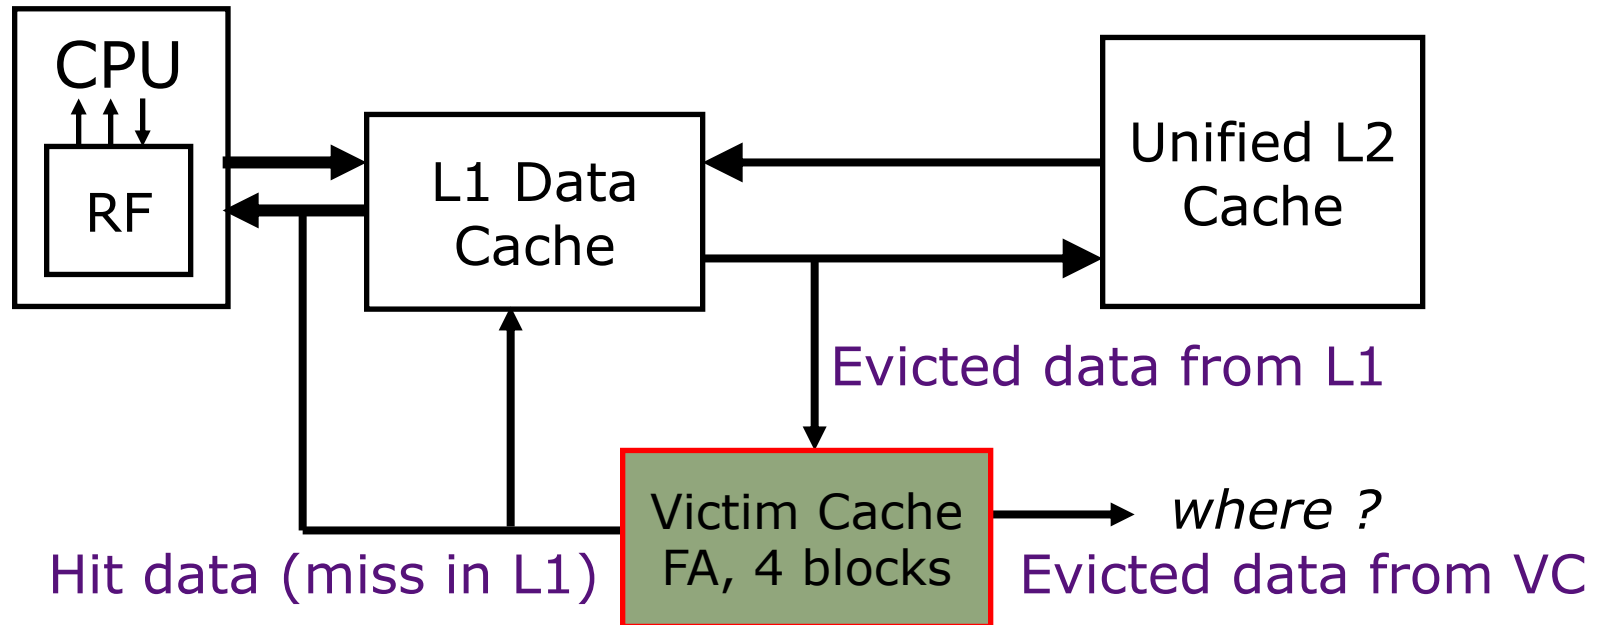 CPU
RF
L1 Data
Cache
Unified L2
Cache
Evicted data from L1
Victim Cache
FA, 4 blocks
where ?
Hit data (miss in L1)
Evicted data from VC